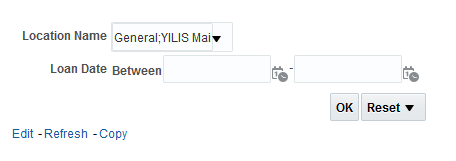 Location Name General;YILIS Mai
Loan Date Between -
OK Reset
Edit -Refresh -Copy